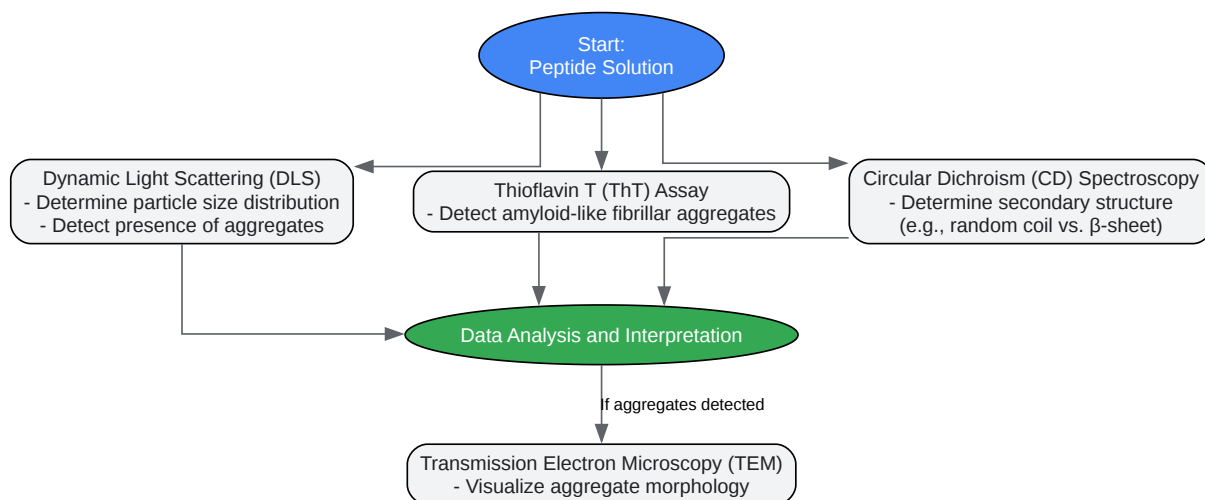 Start:
Peptide Solution
Dynamic Light Scattering (DLS)
- Determine particle size distribution
- Detect presence of aggregates
Thioflavin T (ThT) Assay
- Detect amyloid-like fibrillar aggregates
Circular Dichroism (CD) Spectroscopy
- Determine secondary structure
(e.g., random coil vs. β-sheet)
Data Analysis and Interpretation
If aggregates detected
Transmission Electron Microscopy (TEM)
- Visualize aggregate morphology